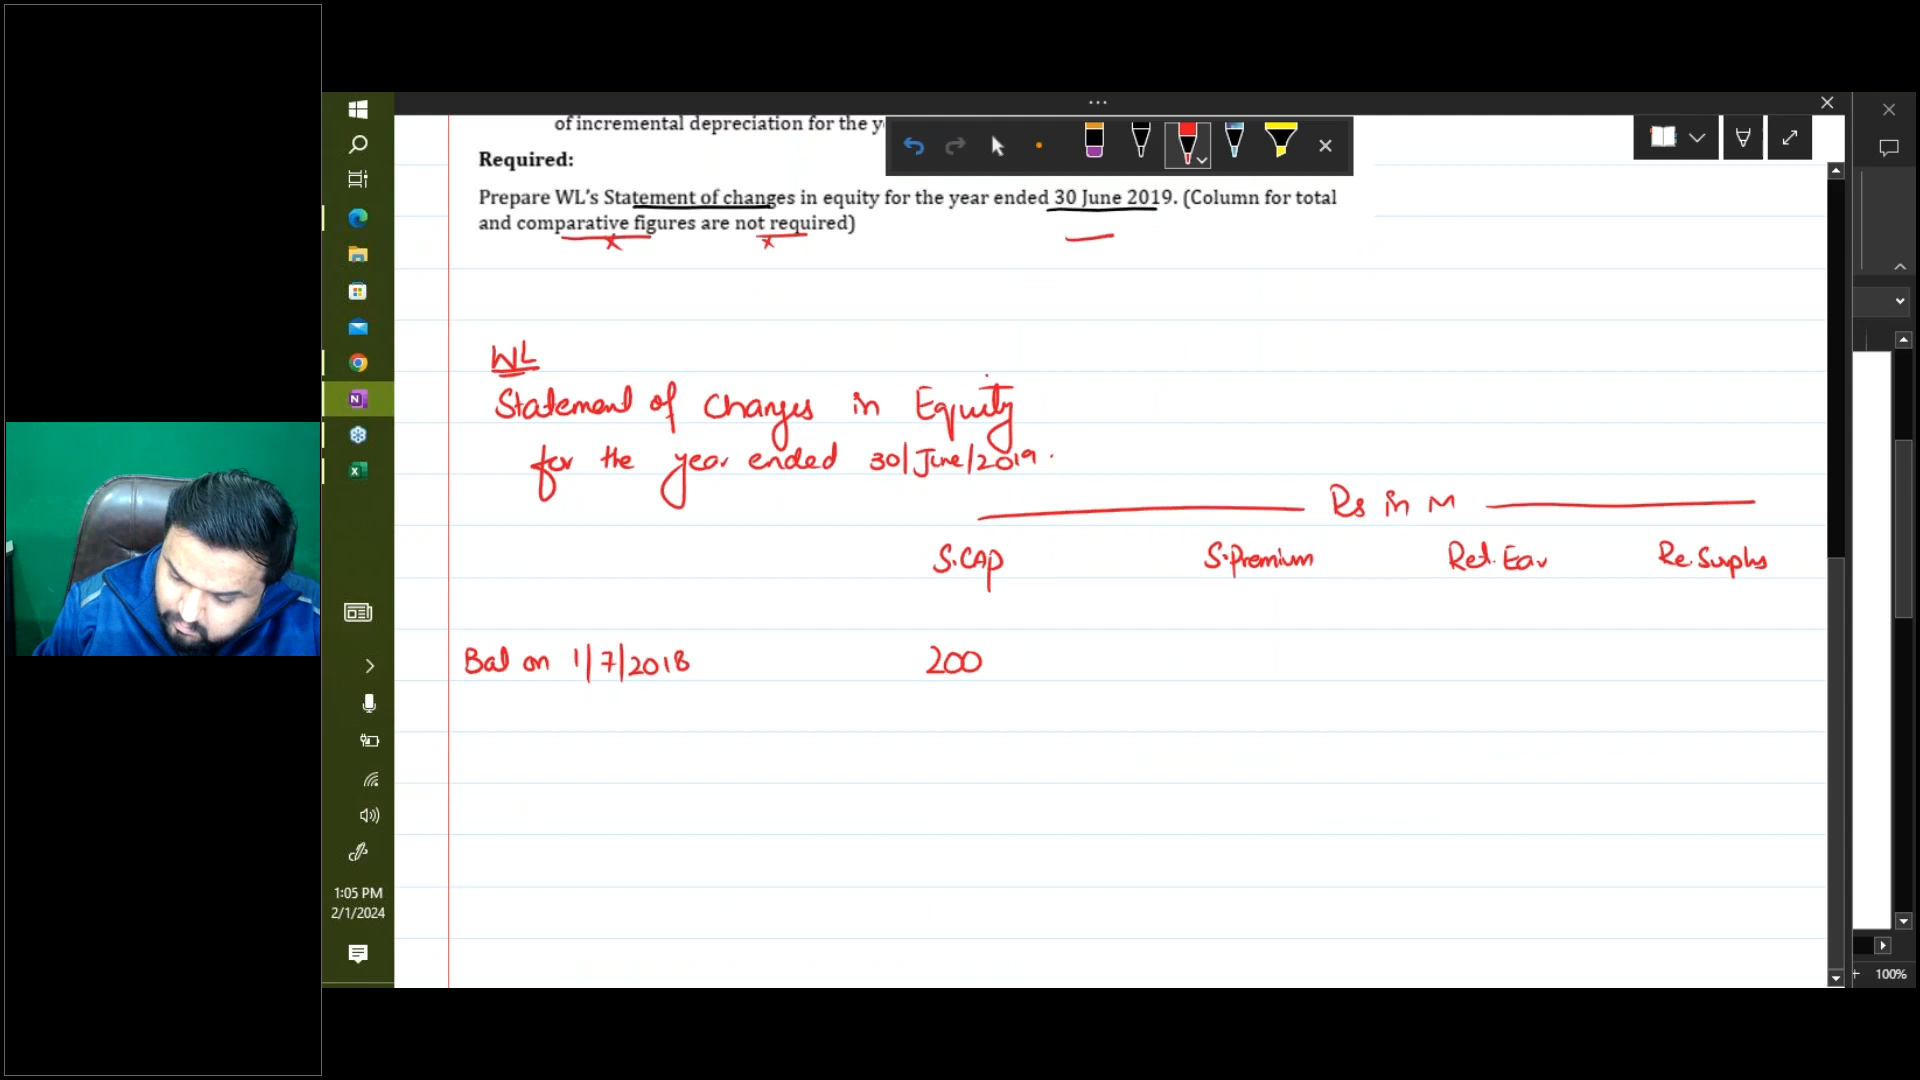 of incremental depreciation for the y
Required:
Prepare WL's Statement of changes in equity for the year ended 30 June 2019. (Column for total
and comparative figures are not required)
WL
Statement of Changes in Equity
for the year ended 30/June/2019.
Rs in M
S.CAP S.Premium Ret. Ear Re. Surplus
Bal on 1/7/2018 200
1:05 PM
2/1/2024
100%